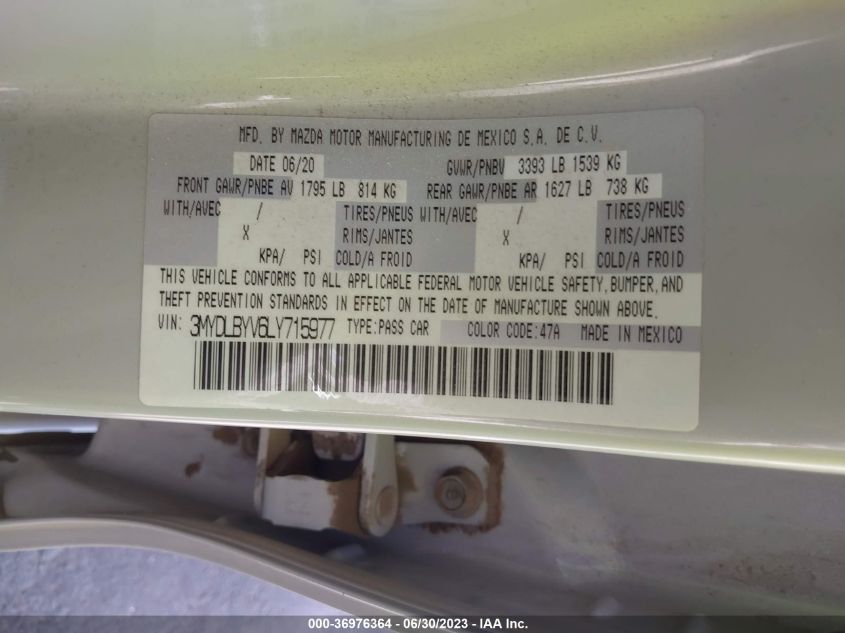 MFD. BY MAZDA MOTOR MANUFACTURING DE MEXICO S.A. DE C.V.
DATE 06/20 GVWR/PNBV 3393 LB 1539 KG
FRONT GAWR/PNBE AV 1795 LB 814 KG REAR GAWR/PNBE AR 1627 LB 738 KG
WITH/AVEC / TIRES/PNEUS WITH/AVEC / TIRES/PNEUS
X RIMS/JANTES X RIMS/JANTES
KPA/ PSI COLD/A FROID KPA/ PSI COLD/A FROID
THIS VEHICLE CONFORMS TO ALL APPLICABLE FEDERAL MOTOR VEHICLE SAFETY, BUMPER, AND
THEFT PREVENTION STANDARDS IN EFFECT ON THE DATE OF MANUFACTURE SHOWN ABOVE.
VIN: 3MYDLBYV6LY715977 TYPE:PASS CAR COLOR CODE:47A MADE IN MEXICO
000-36976364 - 06/30/2023 - IAA Inc.